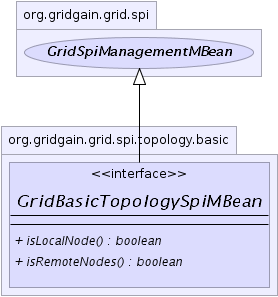 org.gridgain.grid.spi
GridSpiManagementMBean
org.gridgain.grid.spi.topology.basic
<<interface>>
GridBasicTopologySpiMBean
+ isLocalNode() : boolean
+ isRemoteNodes() : boolean